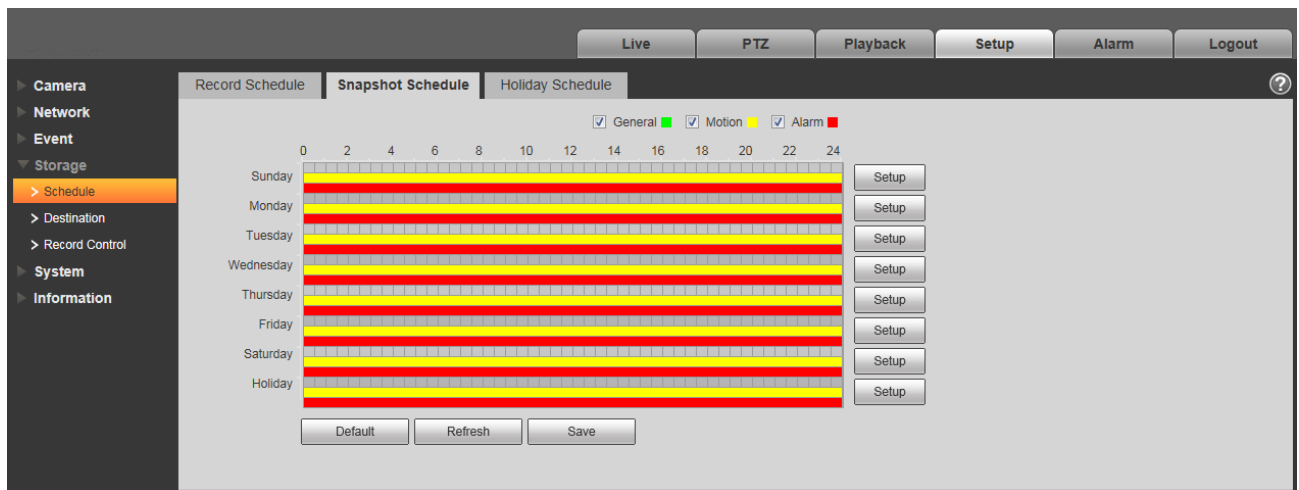 Live PTZ Playback Setup Alarm Logout
Camera
Network
Event
Storage
Schedule
Destination
Record Control
System
Information
Record Schedule Snapshot Schedule Holiday Schedule ?
General Motion Alarm
0 2 4 6 8 10 12 14 16 18 20 22 24
Sunday Setup
Monday Setup
Tuesday Setup
Wednesday Setup
Thursday Setup
Friday Setup
Saturday Setup
Holiday Setup
Default Refresh Save